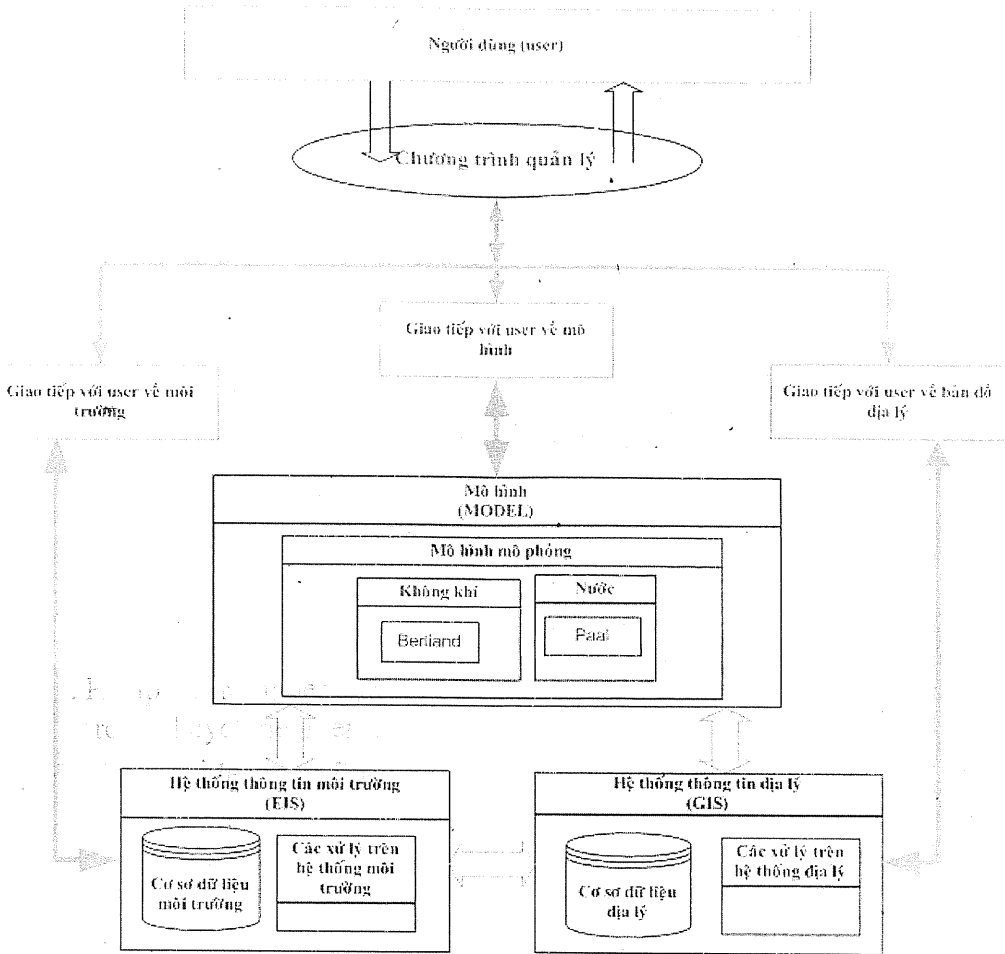 Người dùng (user)
Chương trình quản lý
Giao tiếp với user về mô
hình
Giao tiếp với user về môi
trường
Giao tiếp với user về bản đồ
địa lý
Mô hình
(MODEL)
Mô hình mô phỏng
Không khí
Nước
Berliand
Paal
Hệ thống thông tin môi trường
(EIS)
Cơ sơ dữ liệu
môi trường
Các xử lý trên
hệ thống môi
trường
Hệ thống thông tin địa lý
(GIS)
Cơ sơ dữ liệu
địa lý
Các xử lý trên
hệ thống địa lý